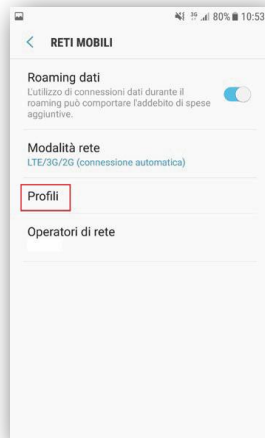 3G 80% 10:53
RETI MOBILI
Roaming dati
L'utilizzo di connessioni dati durante il
roaming può comportare l'addebito di spese
aggiuntive.
Modalità rete
LTE/3G/2G (connessione automatica)
Profili
Operatori di rete